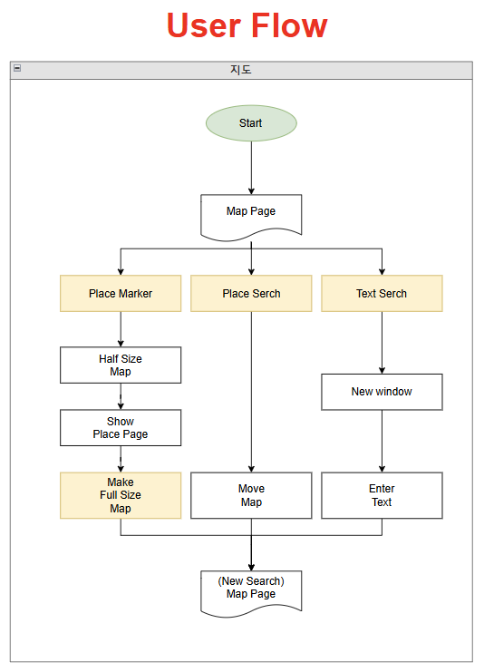 User Flow
지도
Start
Map Page
Place Marker
Place Serch
Text Serch
Half Size
Map
New window
Show
Place Page
Make
Full Size
Map
Move
Map
Enter
Text
(New Search)
Map Page